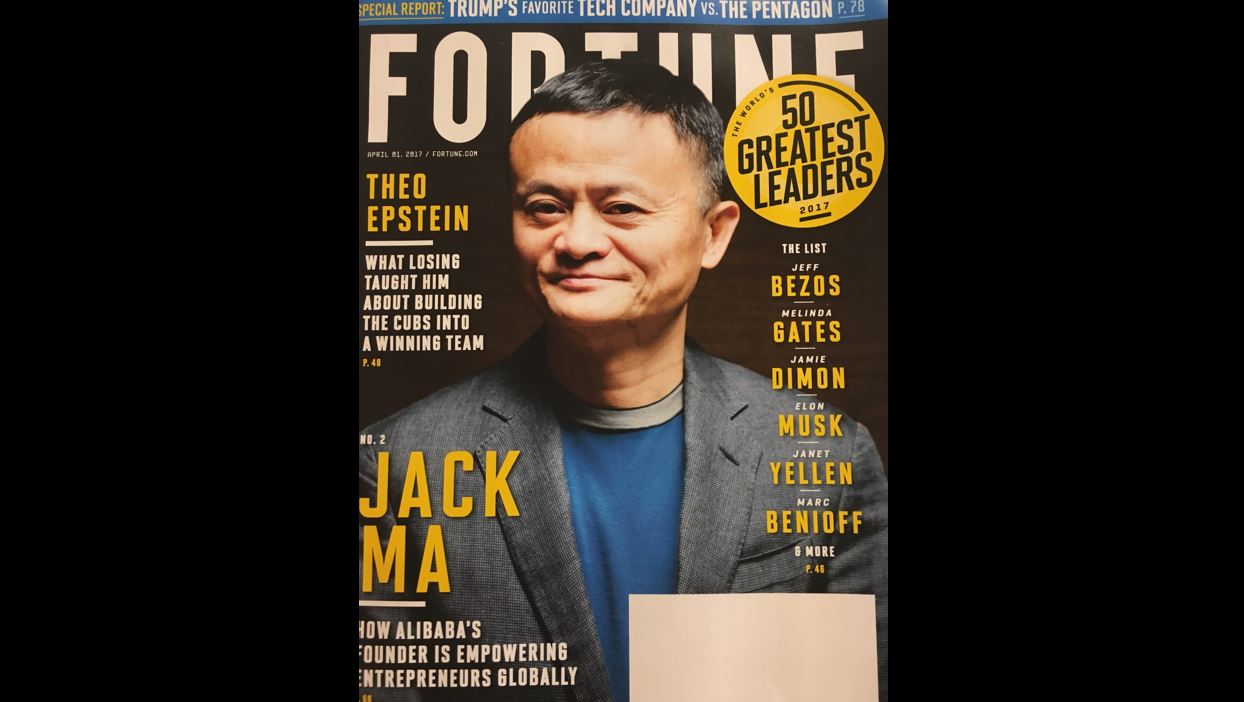 SPECIAL REPORT: TRUMP'S FAVORITE TECH COMPANY VS. THE PENTAGON P. 78
FORTUNE
APRIL 01, 2017 / FORTUNE.COM
THE WORLD'S
50
GREATEST
LEADERS
2017
THEO
EPSTEIN
WHAT LOSING
TAUGHT HIM
ABOUT BUILDING
THE CUBS INTO
A WINNING TEAM
P. 46
THE LIST
JEFF
BEZOS
MELINDA
GATES
JAMIE
DIMON
ELON
MUSK
JANET
YELLEN
MARC
BENIOFF
& MORE
P. 46
NO. 2
JACK
MA
HOW ALIBABA'S
FOUNDER IS EMPOWERING
ENTREPRENEURS GLOBALLY